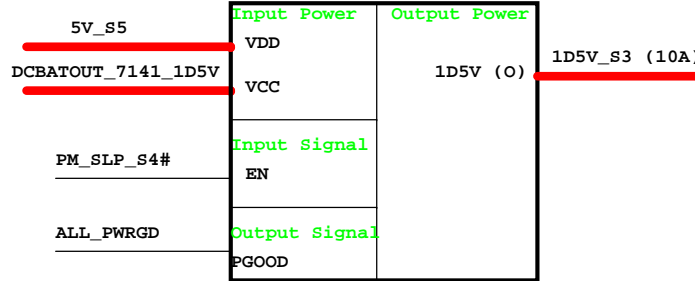 Input Power Output Power
5V_S5
VDD
DCBATOUT_7141_1D5V
VCC
1D5V (O)
1D5V_S3 (10A)
Input Signal
PM_SLP_S4#
EN
ALL_PWRGD
Output Signal
PGOOD